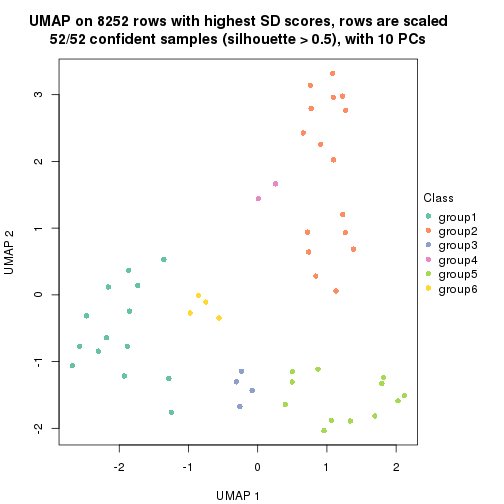 UMAP on 8252 rows with highest SD scores, rows are scaled
52/52 confident samples (silhouette > 0.5), with 10 PCs
3
2
1
0
-1
-2
UMAP 2
-2 -1 0 1 2
UMAP 1
Class
group1
group2
group3
group4
group5
group6